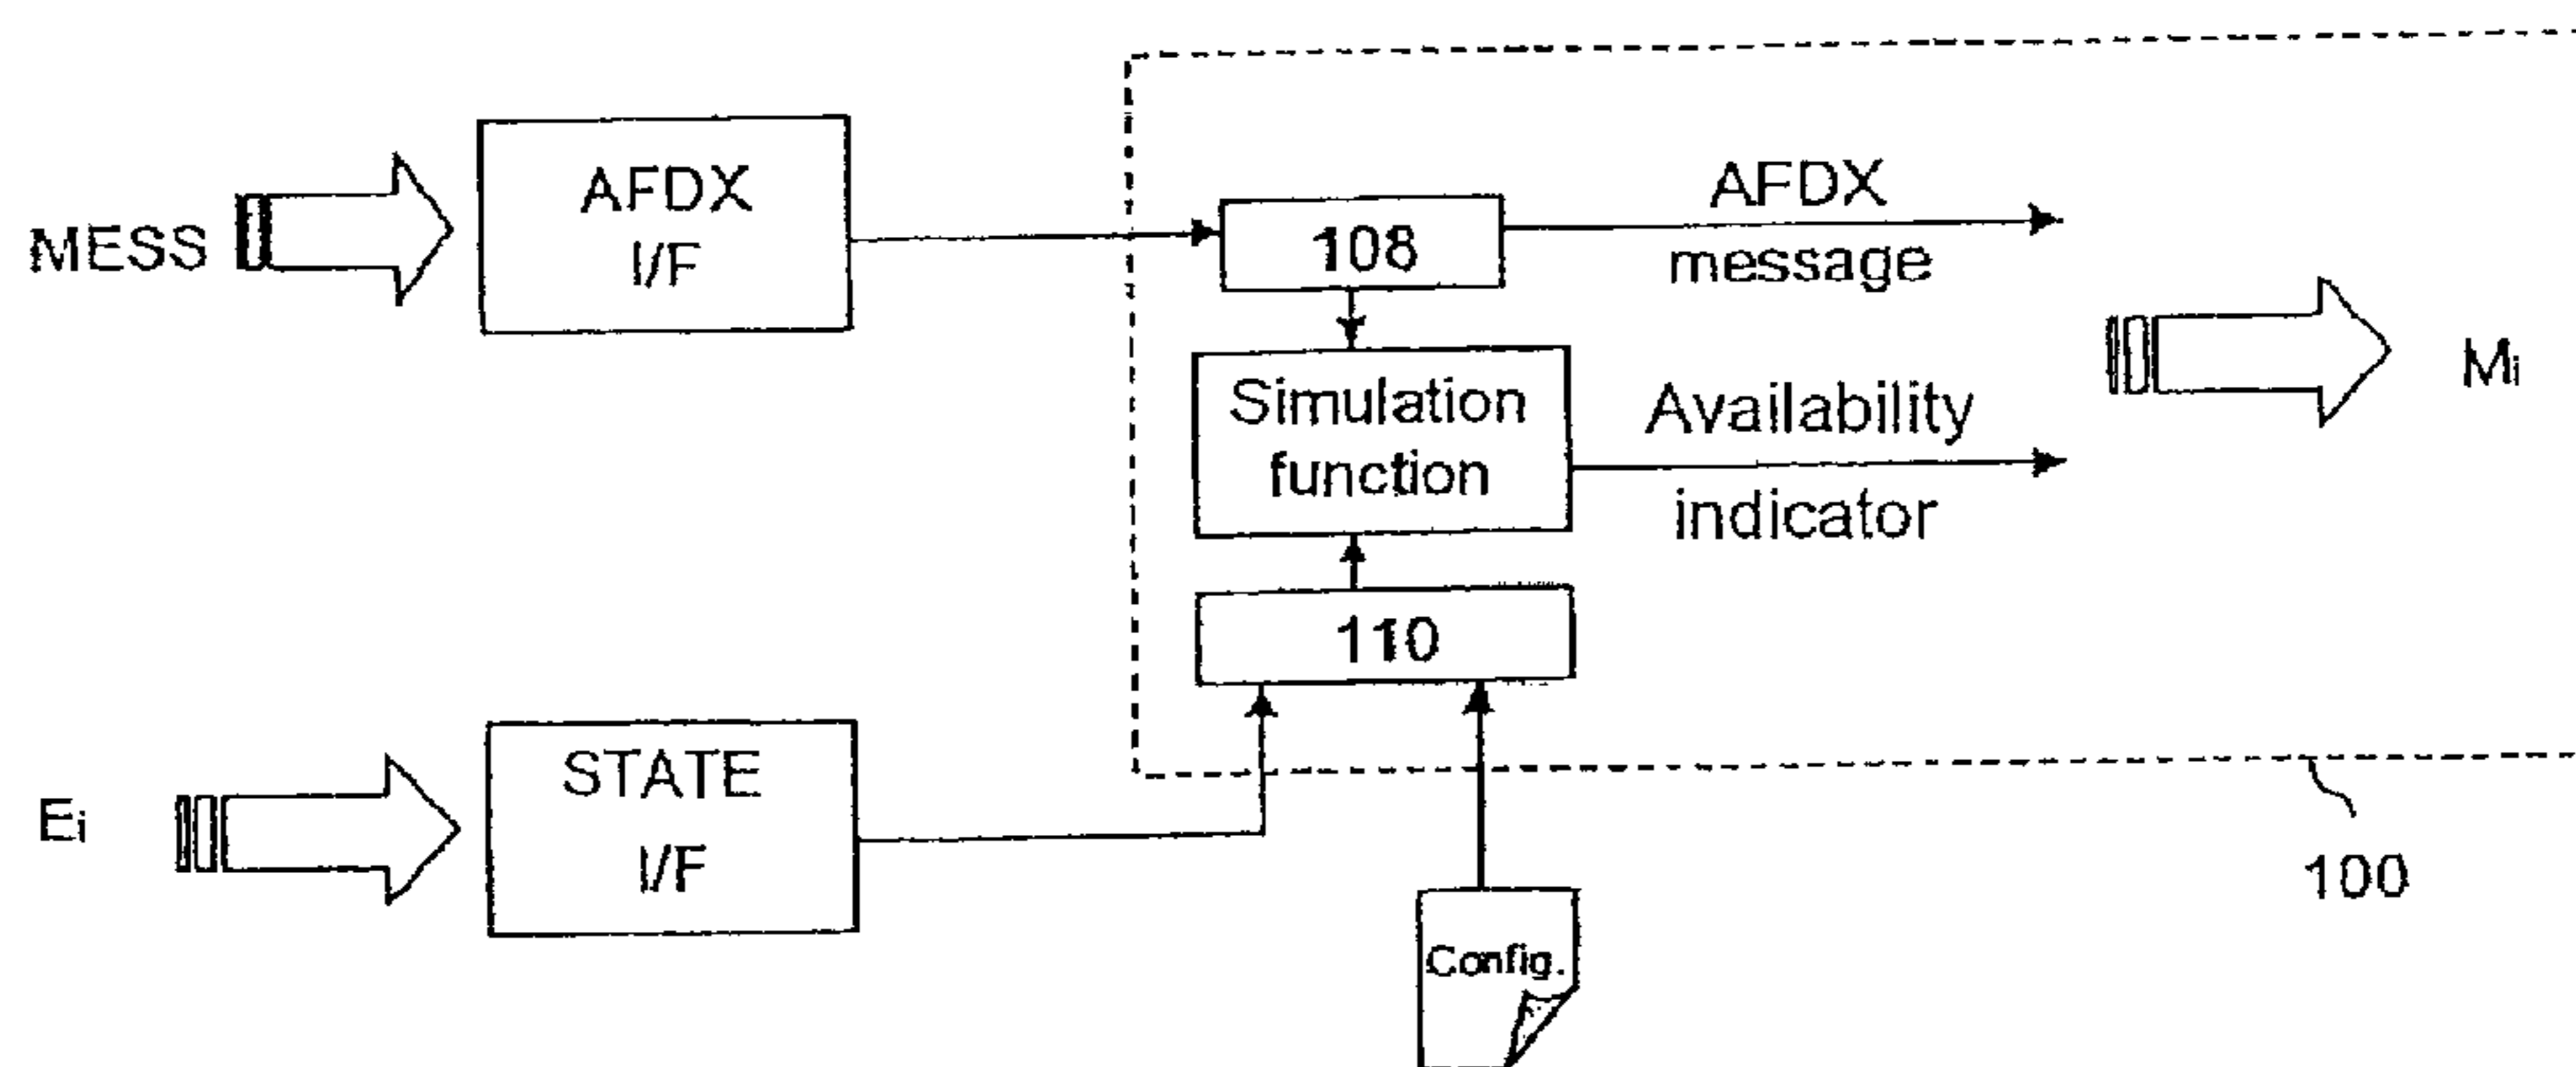 MESS
AFDX
I/F
108
AFDX
message
Simulation
function
Availability
indicator
Mi
110
Ei
STATE
I/F
Config.
100